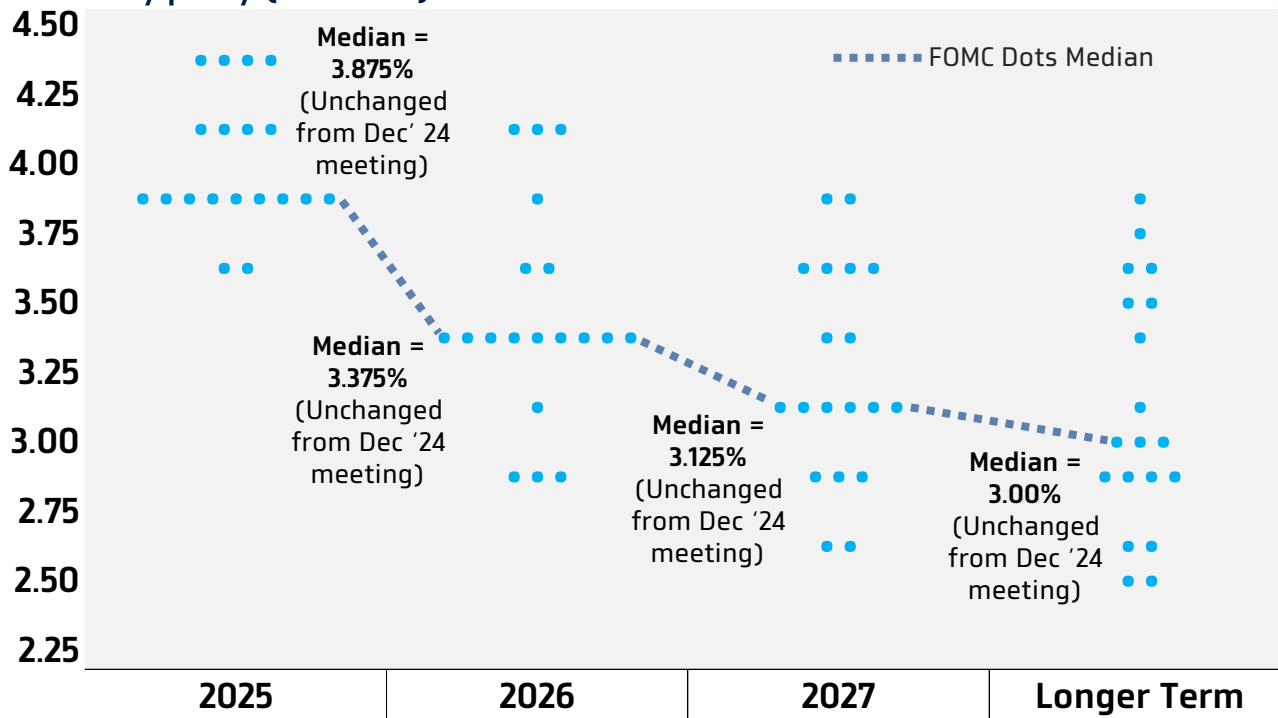 4.50
4.25
4.00
3.75
3.50
3.25
3.00
2.75
2.50
2.25
Median =
3.875%
(Unchanged
from Dec’ 24
meeting)
FOMC Dots Median
Median =
3.375%
(Unchanged
from Dec ‘24
meeting)
Median =
3.125%
(Unchanged
from Dec ‘24
meeting)
Median =
3.00%
(Unchanged
from Dec ‘24
meeting)
2025
2026
2027
Longer Term